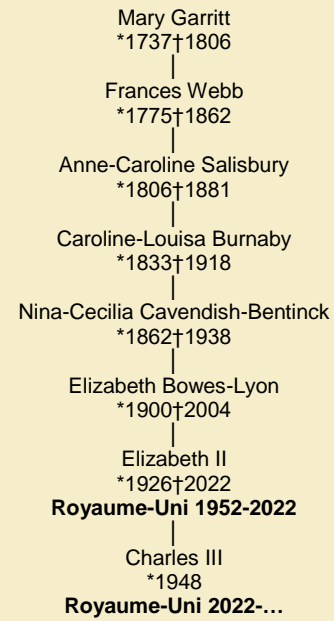 Mary Garritt
*1737†1806
|
Frances Webb
*1775†1862
|
Anne-Caroline Salisbury
*1806†1881
|
Caroline-Louisa Burnaby
*1833†1918
|
Nina-Cecilia Cavendish-Bentinck
*1862†1938
|
Elizabeth Bowes-Lyon
*1900†2004
|
Elizabeth II
*1926†2022
Royaume-Uni 1952-2022
|
Charles III
*1948
Royaume-Uni 2022-…